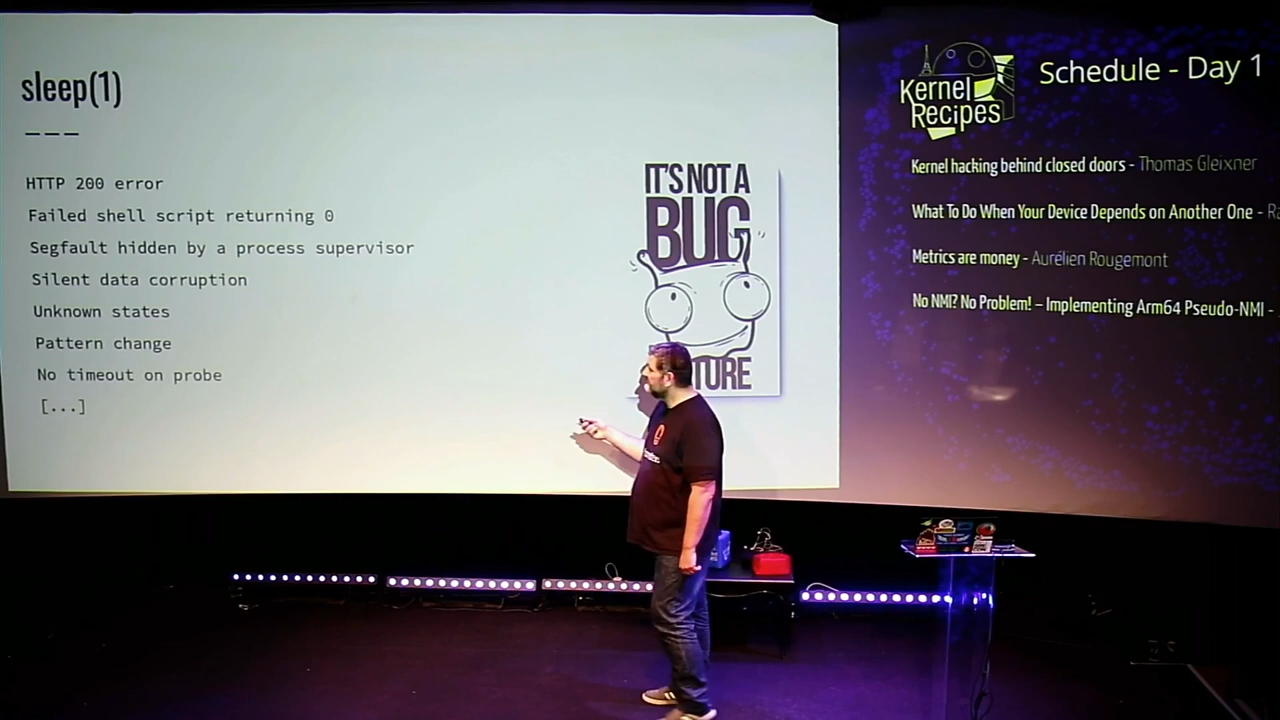 sleep(1)
---
HTTP 200 error
Failed shell script returning 0
Segfault hidden by a process supervisor
Silent data corruption
Unknown states
Pattern change
No timeout on probe
[...]
IT'S NOT A
BUG
TURE
Kernel
Recipes
Schedule - Day 1
Kernel hacking behind closed doors - Thomas Gleixner
What To Do When Your Device Depends on Another One -
Metrics are money - Aurélien Rougemont
No NMI? No Problem! – Implementing Arm64 Pseudo-NMI -